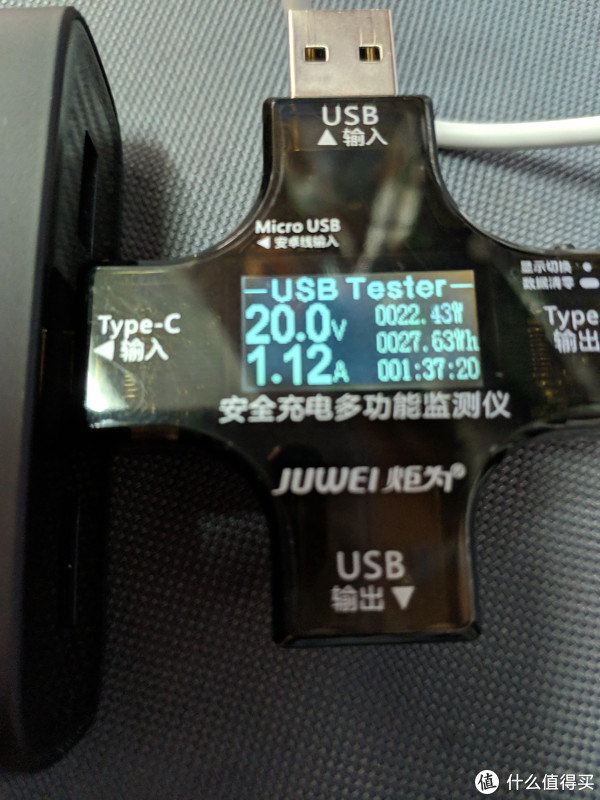 USB
▲输入
Micro USB
◀安卓线输入
显示切换 ●
数据清零
Type-C
◀输入
Type
输出
—USB Tester—
20.0V
0022.43W
0027.63Wh
1.12A
001:37:20
安全充电多功能监测仪
JUWEI 炬为®
USB
输出▼
值 什么值得买